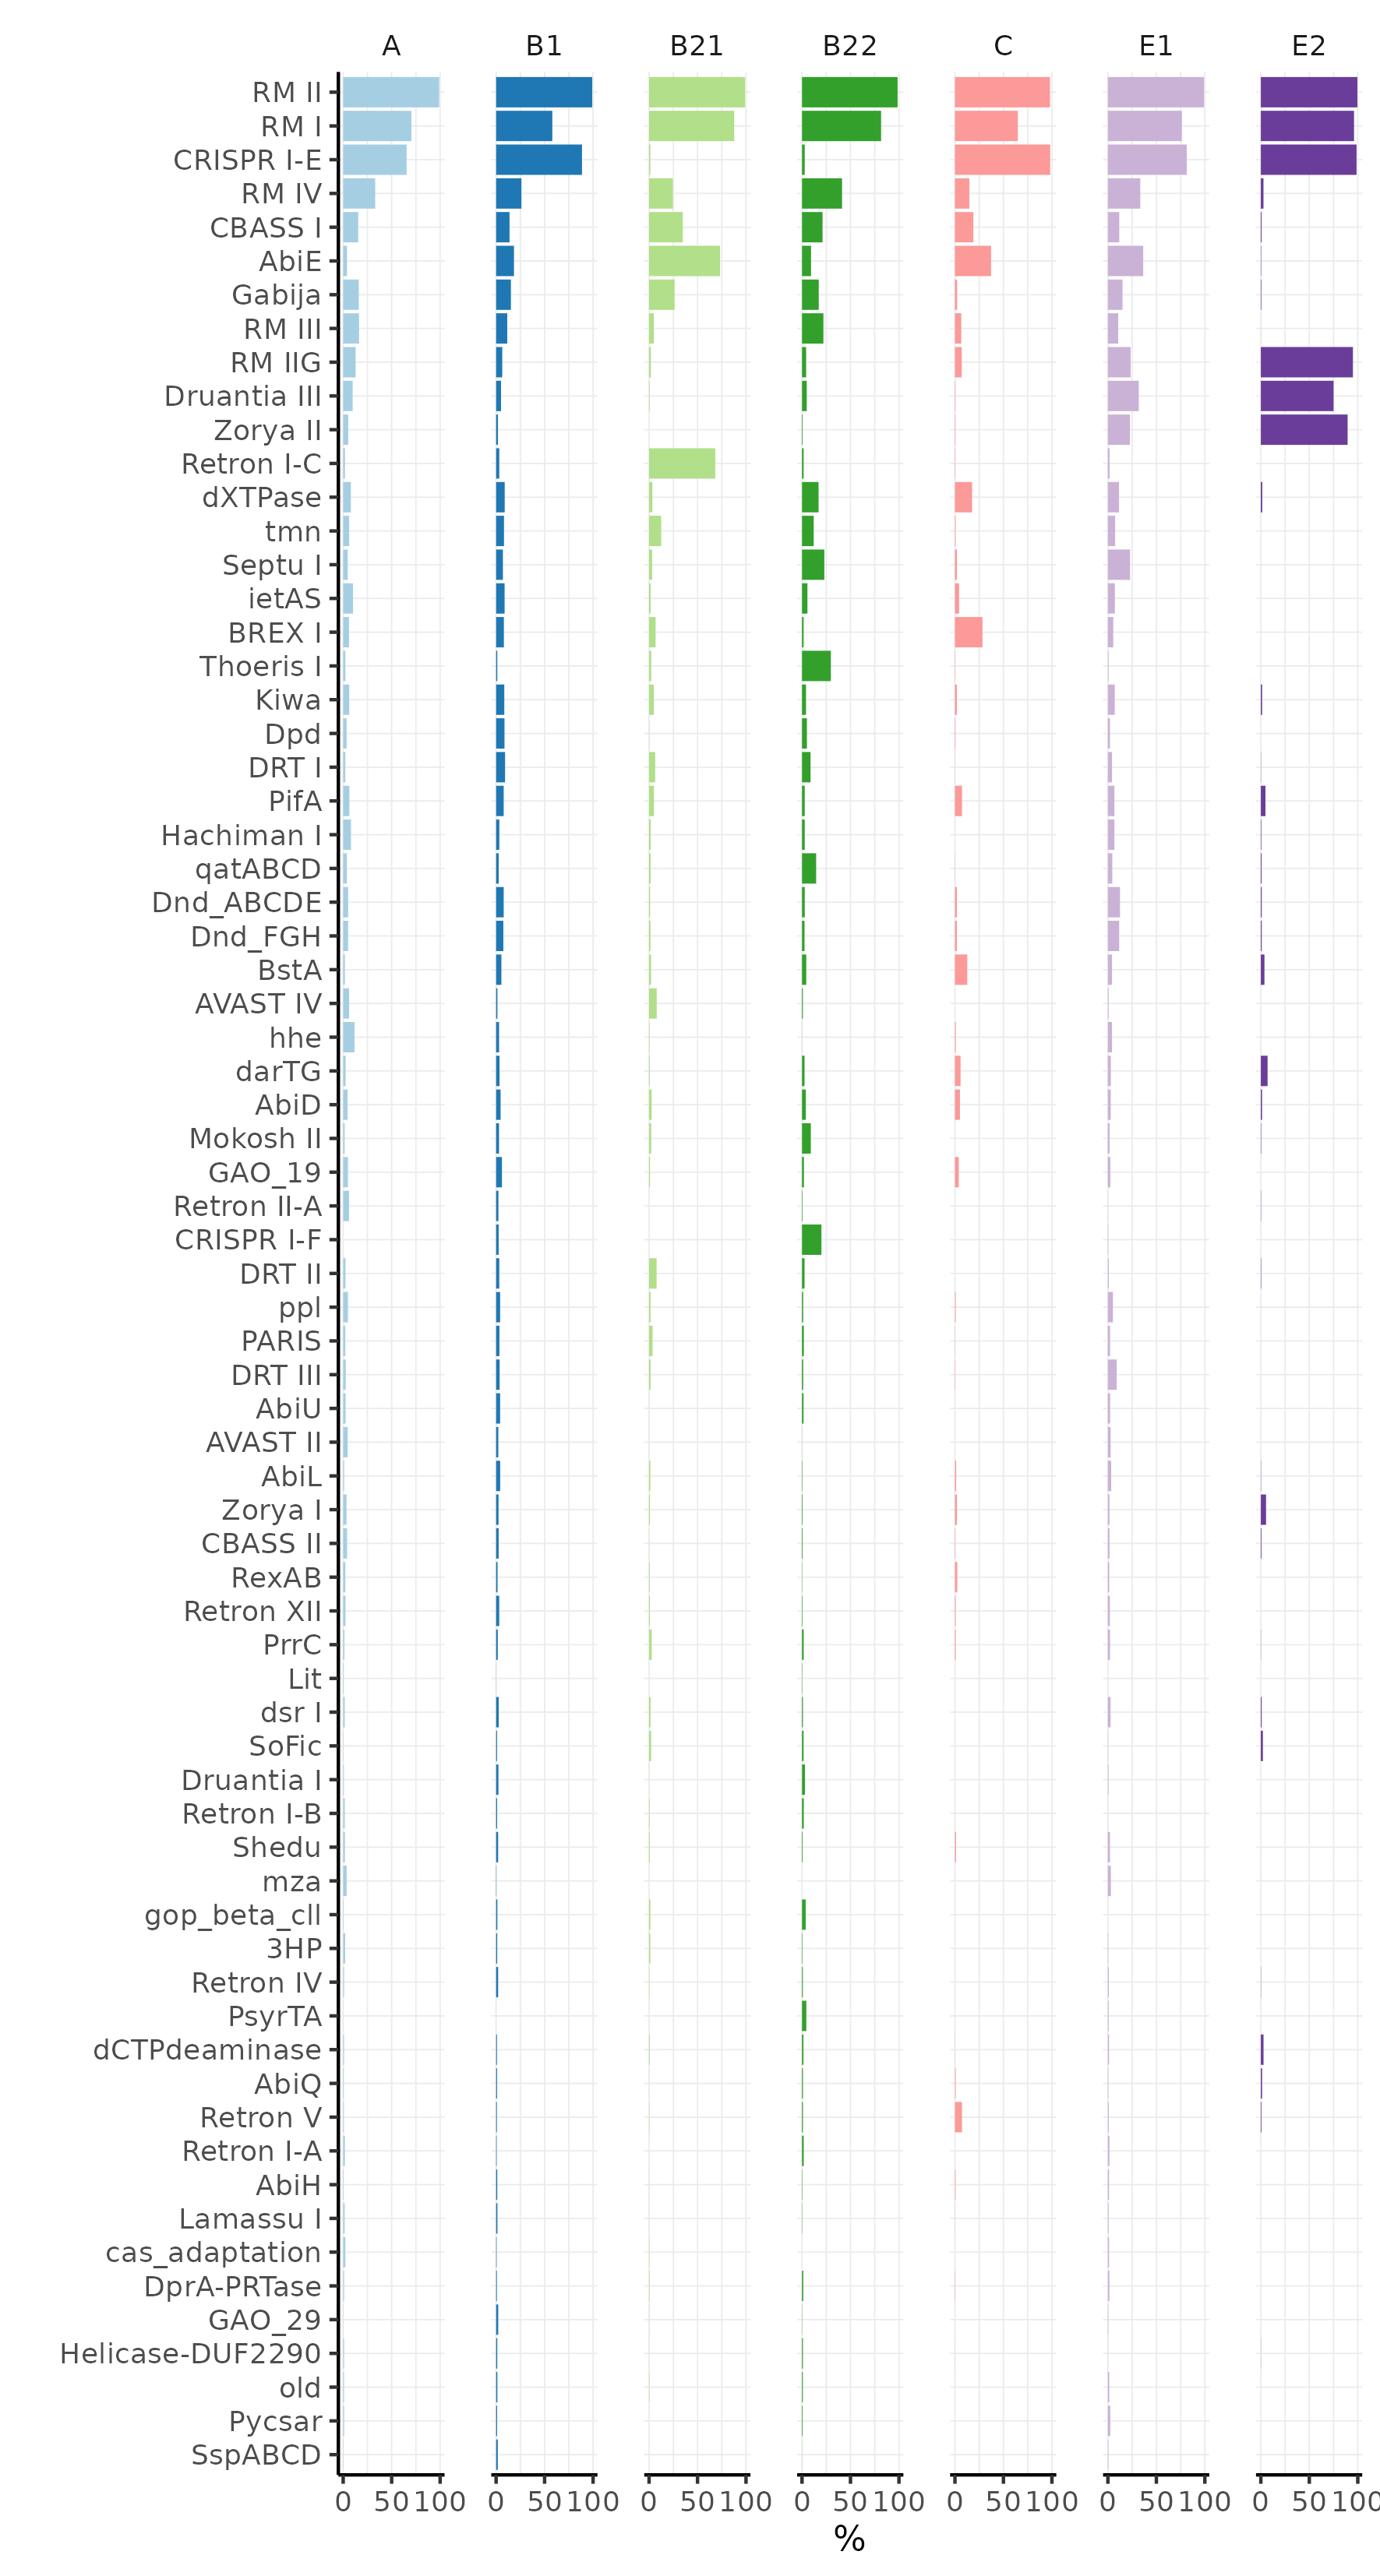 A B1 B21 B22 C E1 E2
RM II
RM I
CRISPR I-E
RM IV
CBASS I
AbiE
Gabija
RM III
RM IIG
Druantia III
Zorya II
Retron I-C
dXTPase
tmn
Septu I
ietAS
BREX I
Thoeris I
Kiwa
Dpd
DRT I
PifA
Hachiman I
qatABCD
Dnd_ABCDE
Dnd_FGH
BstA
AVAST IV
hhe
darTG
AbiD
Mokosh II
GAO_19
Retron II-A
CRISPR I-F
DRT II
ppl
PARIS
DRT III
AbiU
AVAST II
AbiL
Zorya I
CBASS II
RexAB
Retron XII
PrrC
Lit
dsr I
SoFic
Druantia I
Retron I-B
Shedu
mza
gop_beta_cll
3HP
Retron IV
PsyrTA
dCTPdeaminase
AbiQ
Retron V
Retron I-A
AbiH
Lamassu I
cas_adaptation
DprA-PRTase
GAO_29
Helicase-DUF2290
old
Pycsar
SspABCD
0 50 100 0 50 100 0 50 100 0 50 100 0 50 100 0 50 100 0 50 100
%